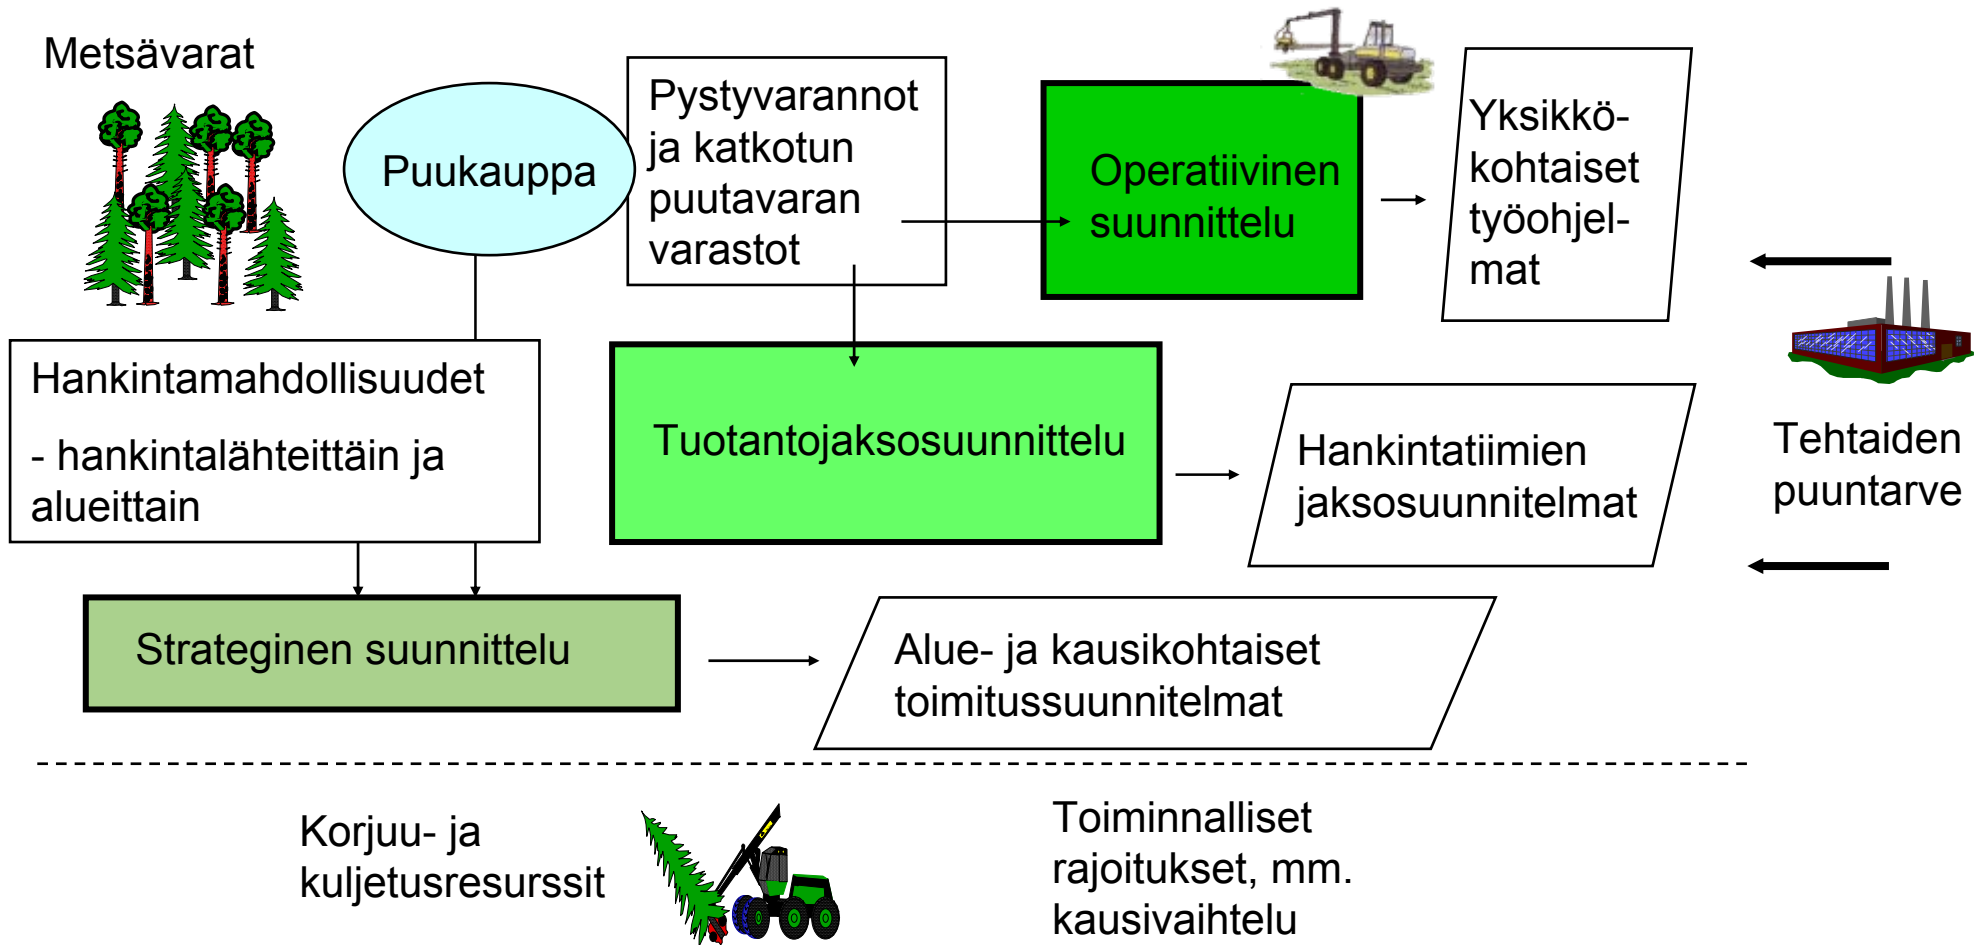 Metsävarat
Puukauppa
Pystyvarannot
ja katkotun
puutavaran
varastot
Operatiivinen
suunnittelu
Yksikkö-
kohtaiset
työohjel-
mat
Hankintamahdollisuudet
- hankintalähteittäin ja
alueittain
Tuotantojaksosuunnittelu
Hankintatiimien
jaksosuunnitelmat
Tehtaiden
puuntarve
Strateginen suunnittelu
Alue- ja kausikohtaiset
toimitussuunnitelmat
Korjuu- ja
kuljetusresurssit
Toiminnalliset
rajoitukset, mm.
kausivaihtelu